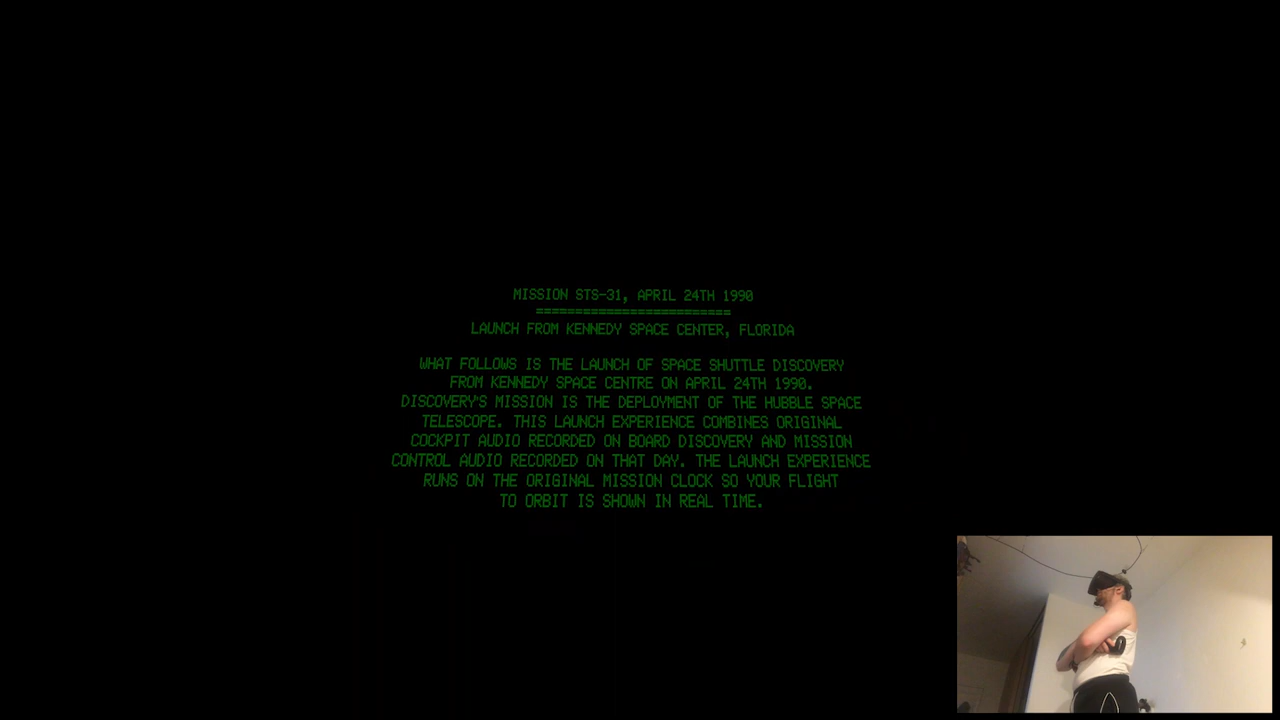 MISSION STS-31, APRIL 24TH 1990
=========================
LAUNCH FROM KENNEDY SPACE CENTER, FLORIDA
WHAT FOLLOWS IS THE LAUNCH OF SPACE SHUTTLE DISCOVERY
FROM KENNEDY SPACE CENTRE ON APRIL 24TH 1990.
DISCOVERY'S MISSION IS THE DEPLOYMENT OF THE HUBBLE SPACE
TELESCOPE. THIS LAUNCH EXPERIENCE COMBINES ORIGINAL
COCKPIT AUDIO RECORDED ON BOARD DISCOVERY AND MISSION
CONTROL AUDIO RECORDED ON THAT DAY. THE LAUNCH EXPERIENCE
RUNS ON THE ORIGINAL MISSION CLOCK SO YOUR FLIGHT
TO ORBIT IS SHOWN IN REAL TIME.